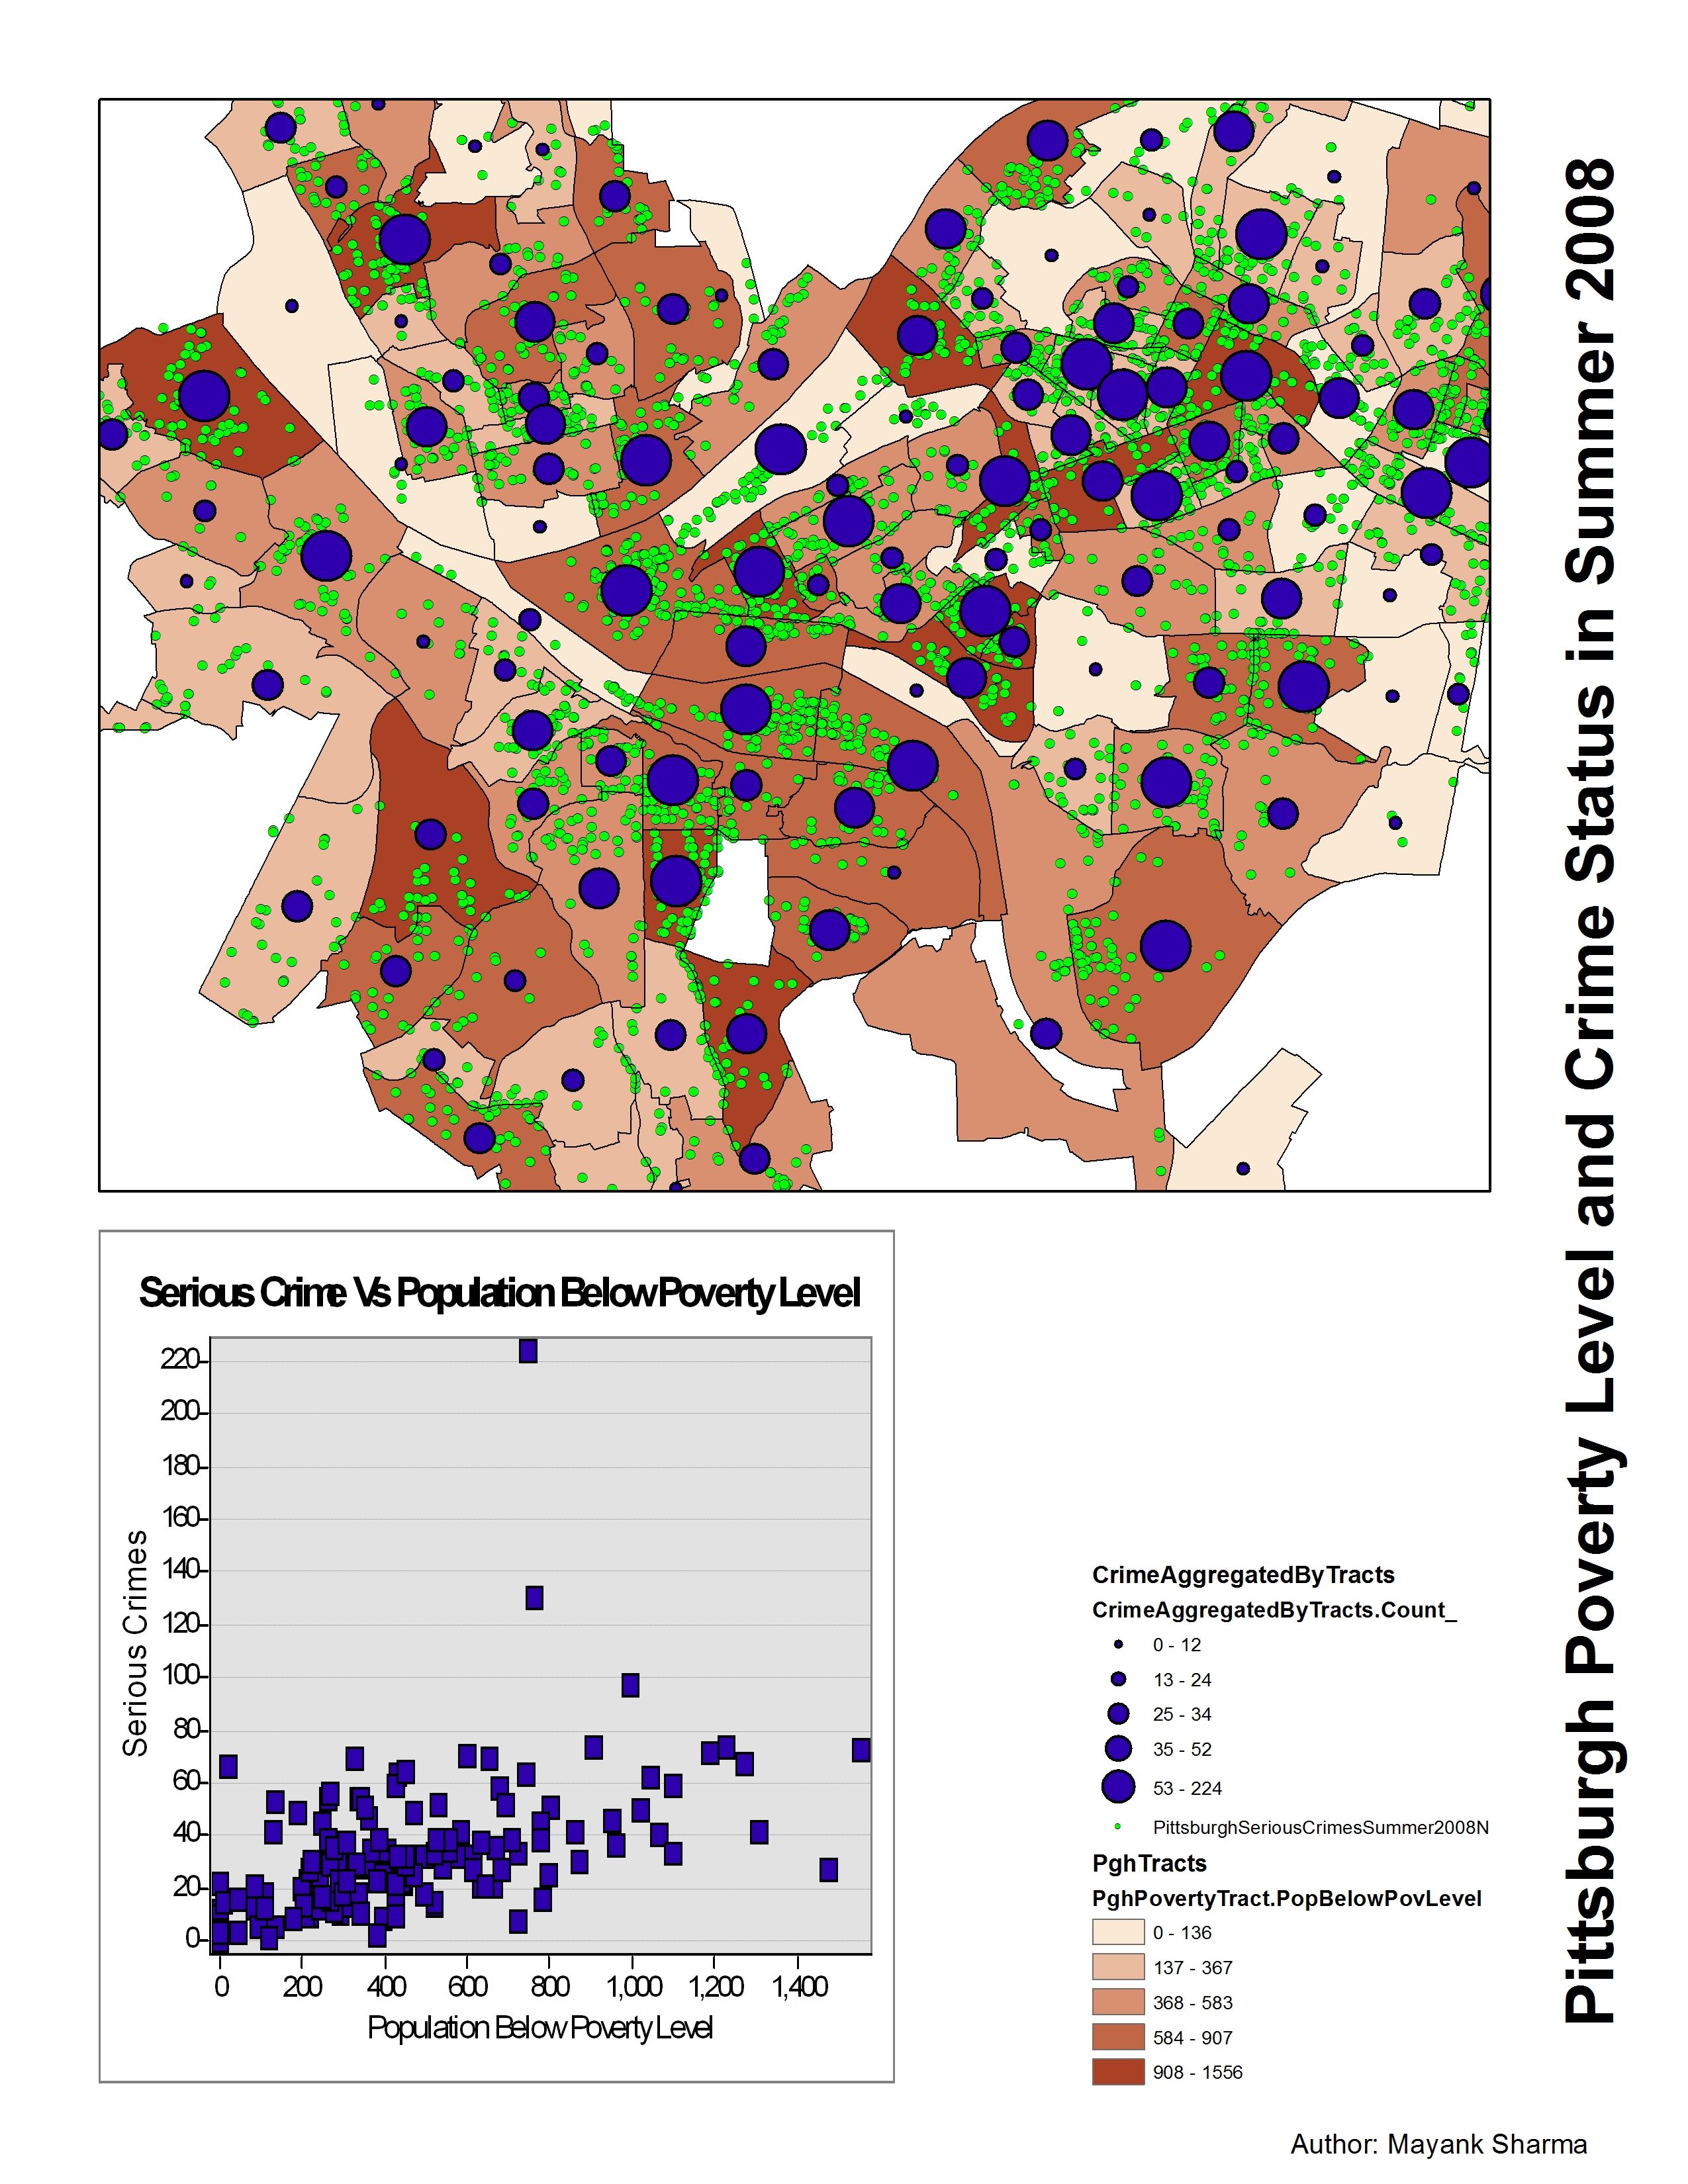 Pittsburgh Poverty Level and Crime Status in Summer 2008
Serious Crime Vs Population Below Poverty Level
220
200
180
160
140
120
100
80
60
40
20
0
Serious Crimes
0 200 400 600 800 1,000 1,200 1,400
Population Below Poverty Level
CrimeAggregatedByTracts
CrimeAggregatedByTracts.Count_
0 - 12
13 - 24
25 - 34
35 - 52
53 - 224
PittsburghSeriousCrimesSummer2008N
PghTracts
PghPovertyTract.PopBelowPovLevel
0 - 136
137 - 367
368 - 583
584 - 907
908 - 1556
Author: Mayank Sharma